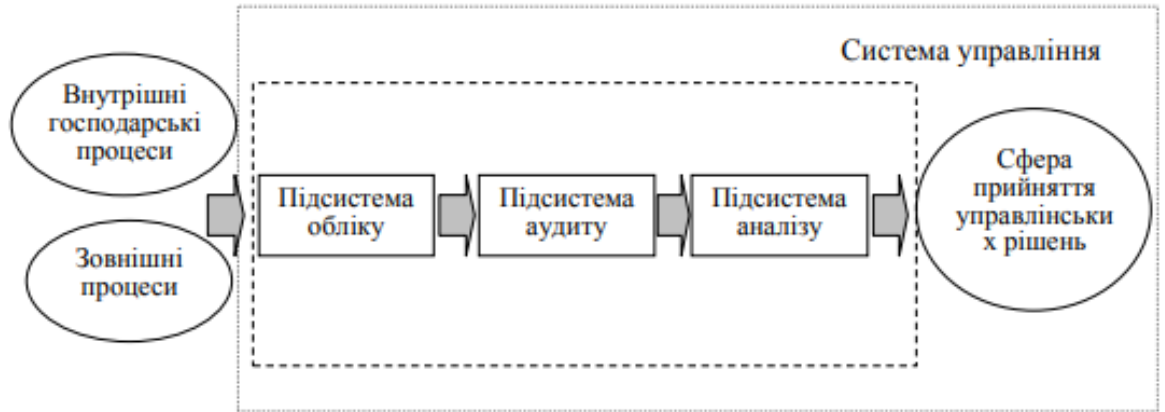 Система управління
Внутрішні
господарські
процеси
Зовнішні
процеси
Підсистема
обліку
Підсистема
аудиту
Підсистема
аналізу
Сфера
прийняття
управлінськи
х рішень